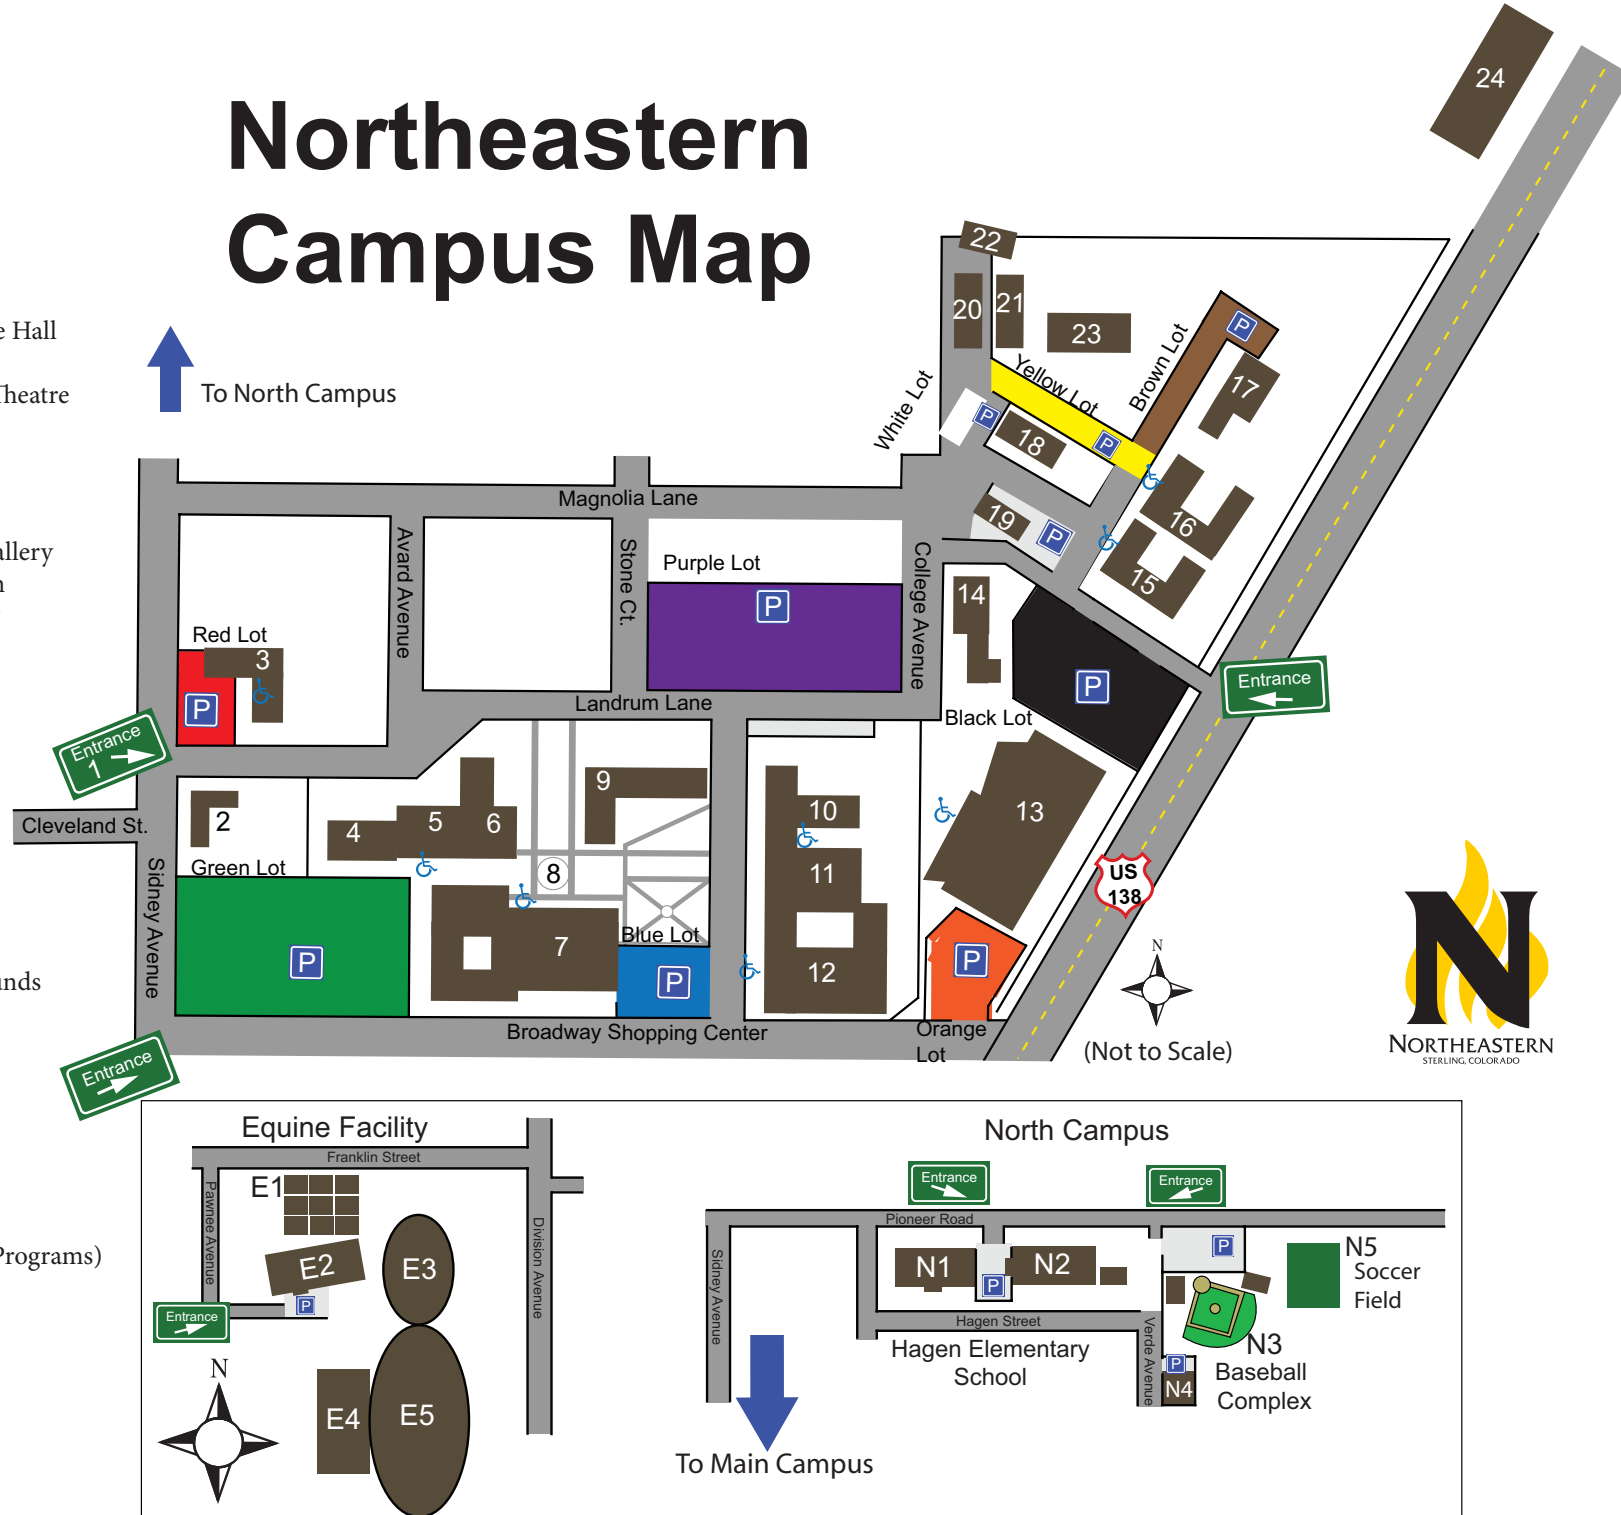 Northeastern
Campus Map
24
22
20
21
23
Hall
To North Campus
White Lot
Yellow Lot
Brown Lot
P
17
P
P
18
Magnolia Lane
19
P
16
15
Avard Avenue
Stone Ct.
Purple Lot
P
College Avenue
14
Red Lot
3
P
P
Entrance
Landrum Lane
Black Lot
Entrance
1
2
4
5
6
9
10
13
Cleveland St.
Green Lot
8
11
US
138
Sidney Avenue
P
7
Blue Lot
P
12
P
N
Broadway Shopping Center
Orange
Lot
(Not to Scale)
N
NORTHEASTERN
STERLING, COLORADO
Entrance
Equine Facility
Franklin Street
Pawnee Avenue
E1
E2
E3
P
Entrance
Division Avenue
N
E4
E5
North Campus
Entrance
Entrance
Pioneer Road
Sidney Avenue
N1
N2
P
P
N5
Soccer
Field
Hagen Street
Hagen Elementary
School
Verde Avenue
N3
Baseball
Complex
P
N4
To Main Campus
Programs)